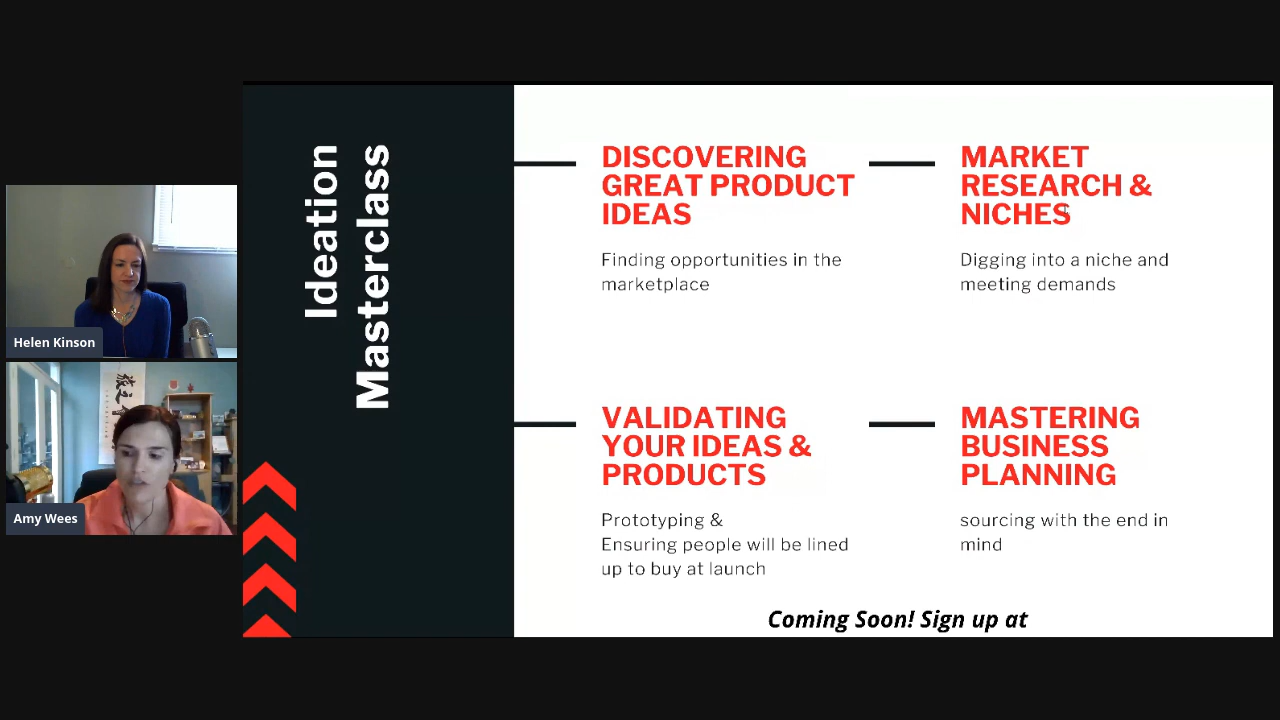 Helen Kinson
Amy Wees
Ideation
Masterclass
DISCOVERING
GREAT PRODUCT
IDEAS
Finding opportunities in the
marketplace
MARKET
RESEARCH &
NICHES
Digging into a niche and
meeting demands
VALIDATING
YOUR IDEAS &
PRODUCTS
Prototyping &
Ensuring people will be lined
up to buy at launch
MASTERING
BUSINESS
PLANNING
sourcing with the end in
mind
Coming Soon! Sign up at